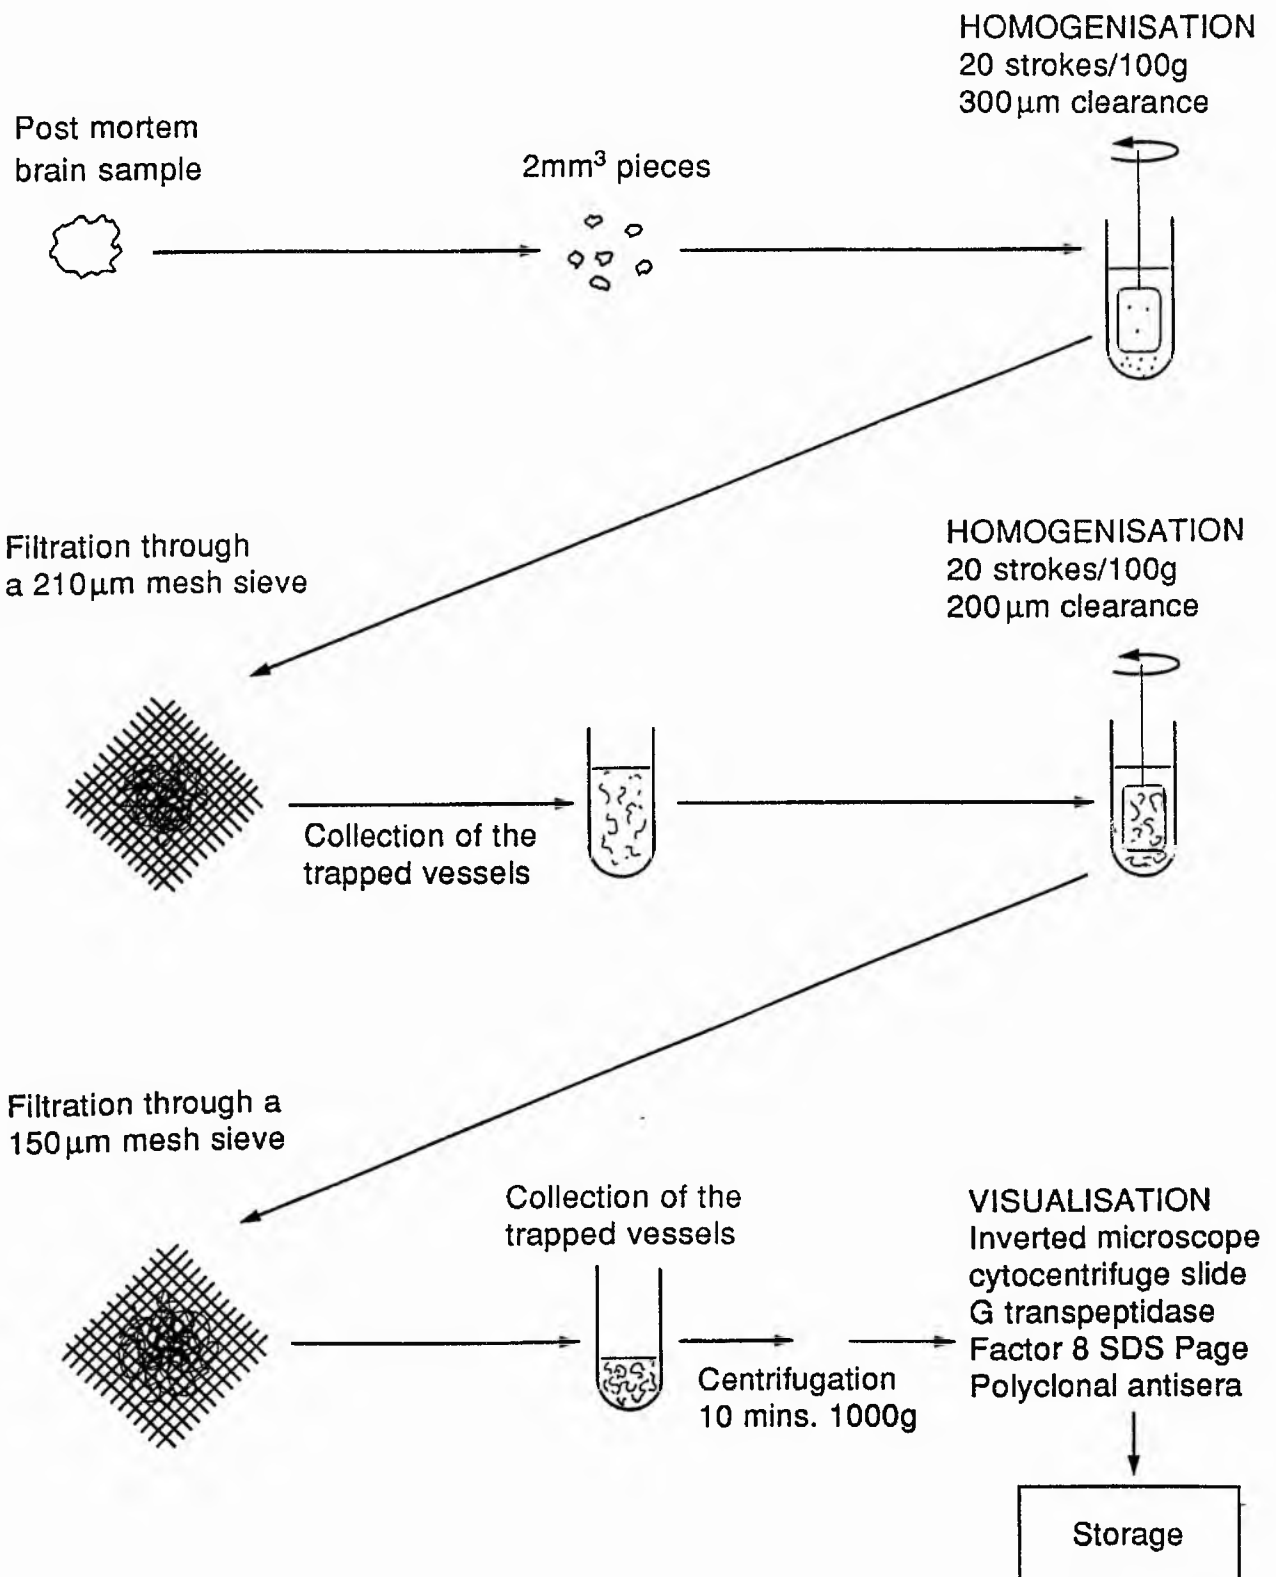 HOMOGENISATION
20 strokes/100g
300µm clearance
Post mortem
brain sample
2mm³ pieces
Filtration through
a 210µm mesh sieve
HOMOGENISATION
20 strokes/100g
200µm clearance
Collection of the
trapped vessels
Filtration through a
150µm mesh sieve
Collection of the
trapped vessels
Centrifugation
10 mins. 1000g
VISUALISATION
Inverted microscope
cytocentrifuge slide
G transpeptidase
Factor 8 SDS Page
Polyclonal antisera
Storage